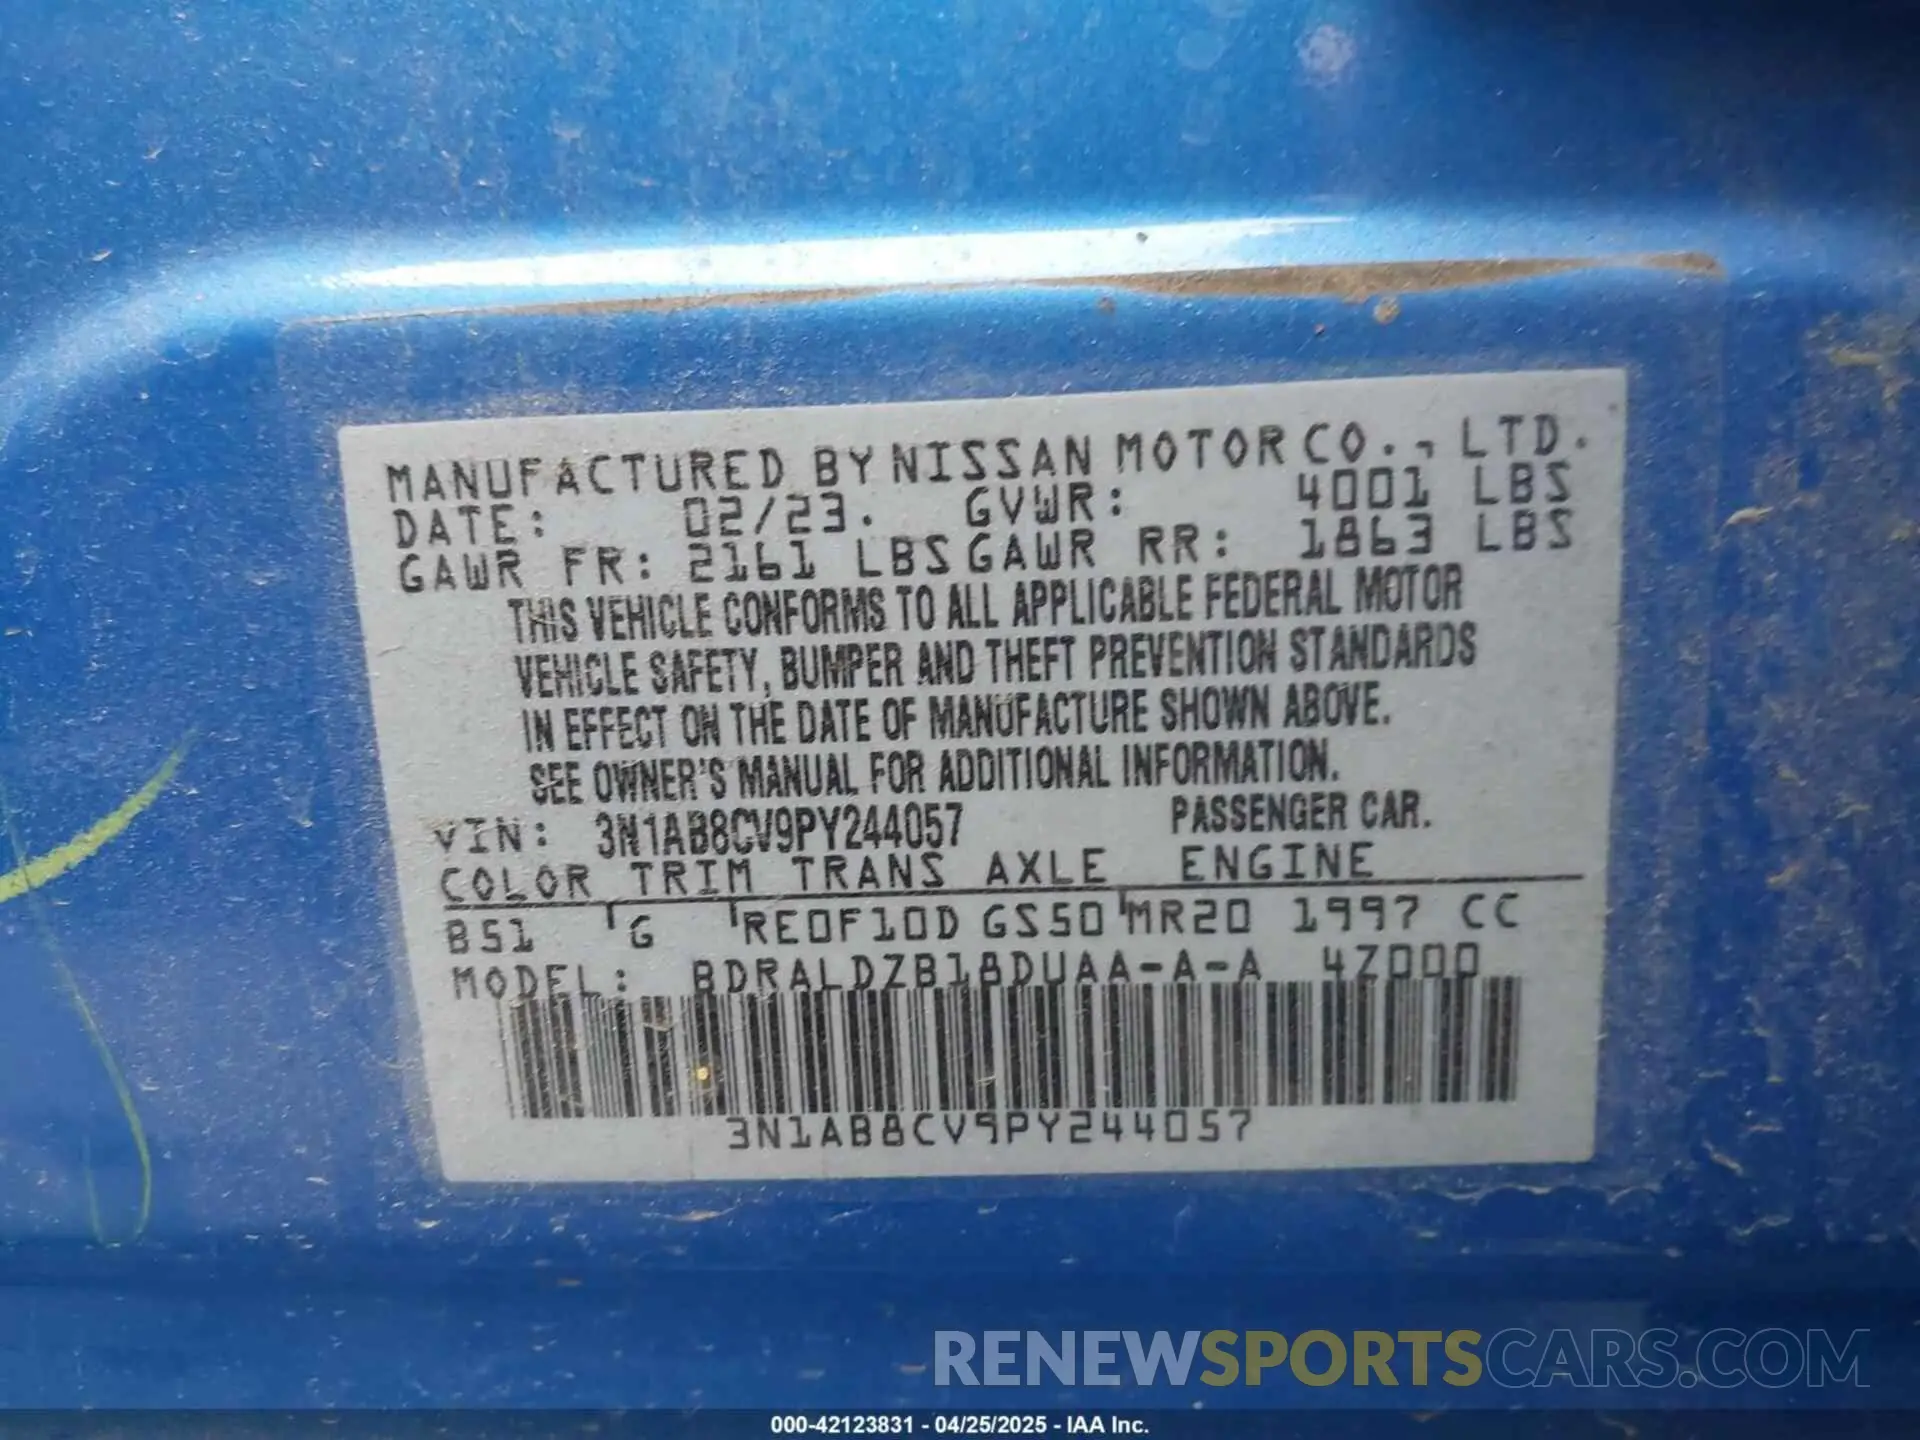 MANUFACTURED BY NISSAN MOTOR CO., LTD.
DATE: 02/23. GVWR: 4001 LBS
GAWR FR: 2161 LBS GAWR RR: 1863 LBS
THIS VEHICLE CONFORMS TO ALL APPLICABLE FEDERAL MOTOR
VEHICLE SAFETY, BUMPER AND THEFT PREVENTION STANDARDS
IN EFFECT ON THE DATE OF MANUFACTURE SHOWN ABOVE.
SEE OWNER'S MANUAL FOR ADDITIONAL INFORMATION.
VIN: 3N1AB8CV9PY244057 PASSENGER CAR.
COLOR TRIM TRANS AXLE ENGINE
B51 G RE0F10D GS50 MR20 1997 CC
MODEL: BDRALDZB18DUAA-A-A 4Z000
3N1AB8CV9PY244057
RENEWSPORTSCARS.COM
000-42123831 - 04/25/2025 - IAA Inc.